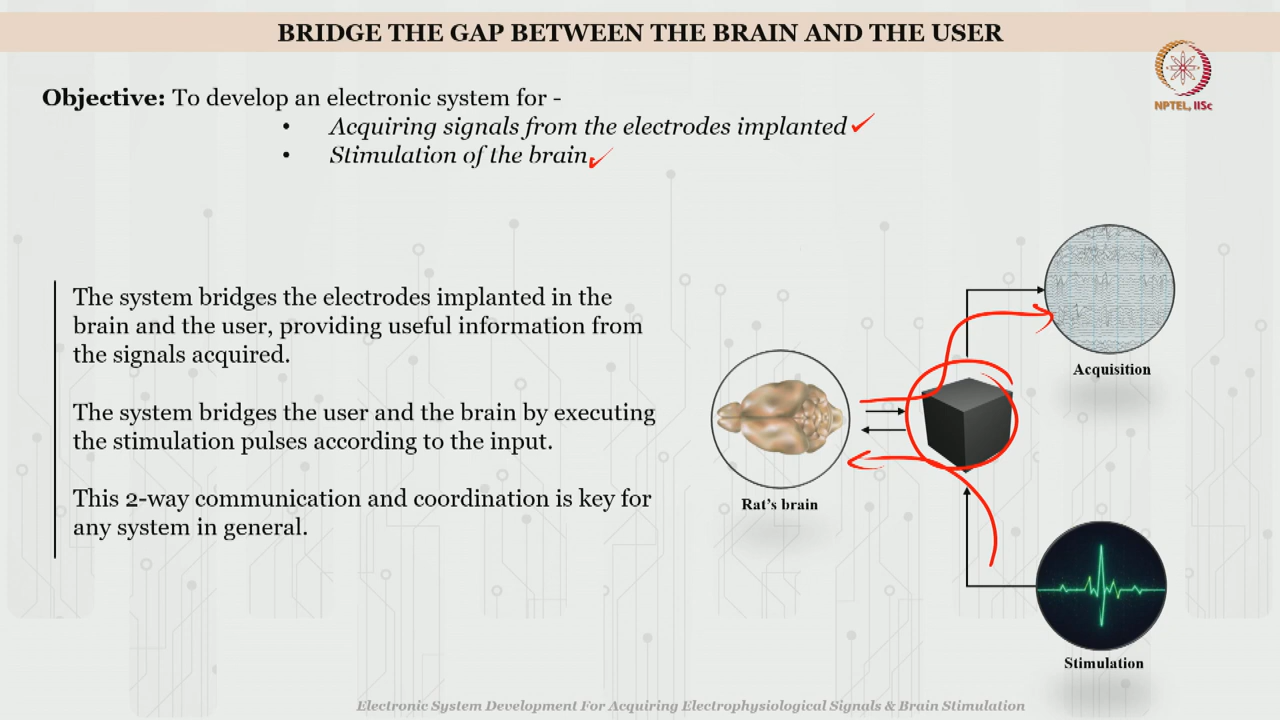 BRIDGE THE GAP BETWEEN THE BRAIN AND THE USER
NPTEL, IISc
Objective: To develop an electronic system for -
• Acquiring signals from the electrodes implanted
• Stimulation of the brain
The system bridges the electrodes implanted in the
brain and the user, providing useful information from
the signals acquired.
The system bridges the user and the brain by executing
the stimulation pulses according to the input.
This 2-way communication and coordination is key for
any system in general.
Acquisition
Rat's brain
Stimulation
Electronic System Development For Acquiring Electrophysiological Signals & Brain Stimulation